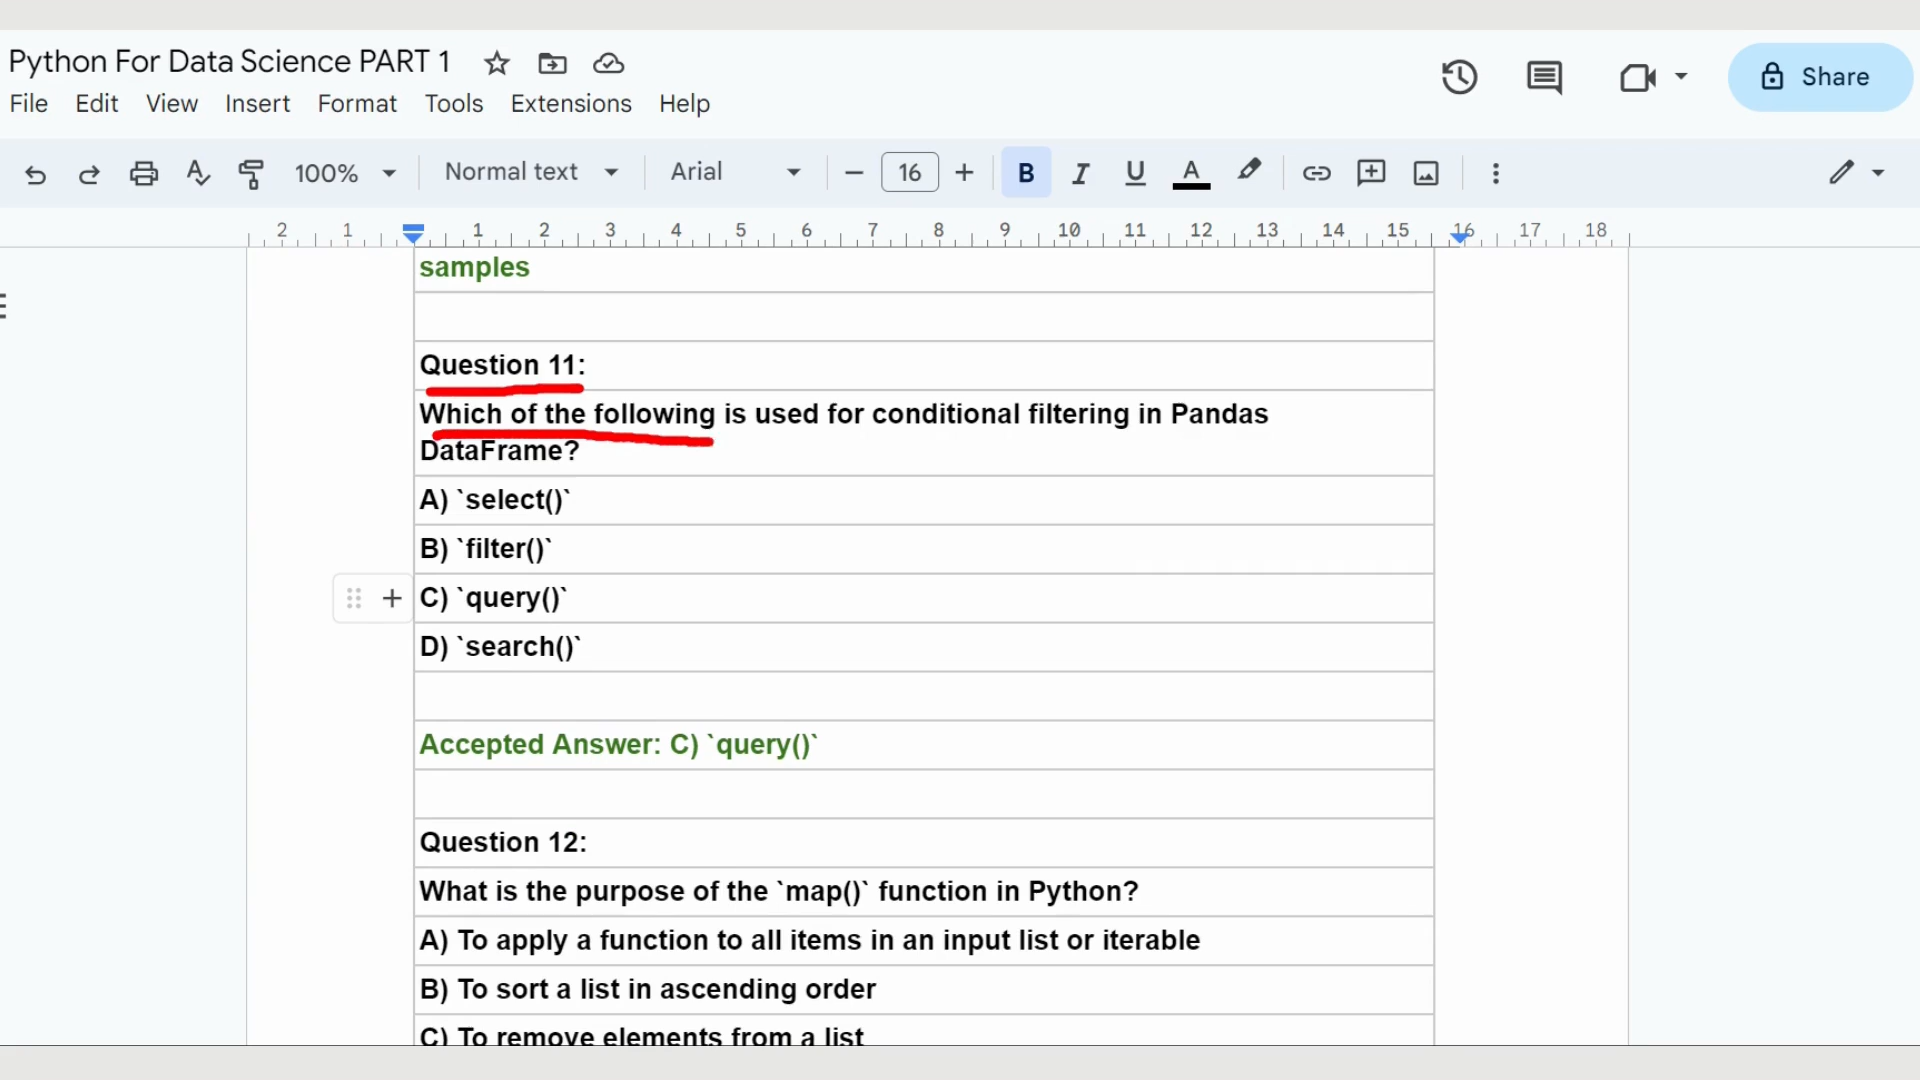 Python For Data Science PART 1
File Edit View Insert Format Tools Extensions Help
Share
100% Normal text Arial 16 B I U A
2 1 1 2 3 4 5 6 7 8 9 10 11 12 13 14 15 16 17 18
samples
Question 11:
Which of the following is used for conditional filtering in Pandas
DataFrame?
A) `select()`
B) `filter()`
C) `query()`
D) `search()`
Accepted Answer: C) `query()`
Question 12:
What is the purpose of the `map()` function in Python?
A) To apply a function to all items in an input list or iterable
B) To sort a list in ascending order
C) To remove elements from a list